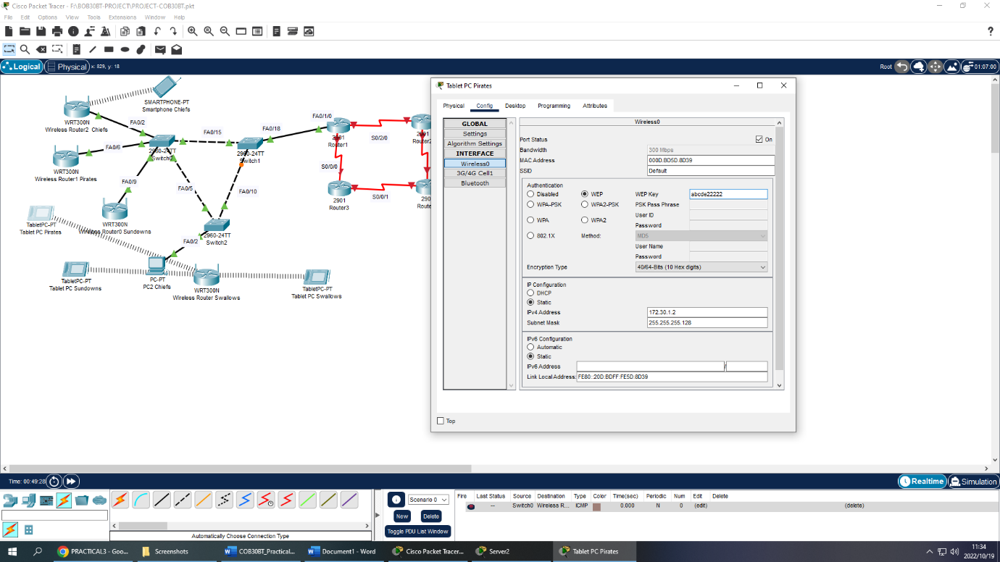 Cisco Packet Tracer - F:\BOB30BT-PROJECT\PROJECT-COB30BT.pkt
File Edit Options View Tools Extensions Window Help
Logical Physical x: 829, y: 18 Root 01:07:00
SMARTPHONE-PT
Smartphone Chiefs
WRT300N
Wireless Router2 Chiefs
FA0/2
FA0/15
FA0/18
FA0/1/0
2901
Router1
S0/2/0
Router2
FA0/6
2960-24TT
Switch0
2960-24TT
Switch1
WRT300N
Wireless Router1 Pirates
S0/0/0
FA0/9
FA0/5
FA0/10
S0/0/1
2901
Router3
TabletPC-PT
Tablet PC Pirates
WRT300N
Wireless Router0 Sundowns
2960-24TT
Switch2
FA0/2
TabletPC-PT
Tablet PC Sundowns
PC-PT
PC2 Chiefs
WRT300N
Wireless Router Swallows
TabletPC-PT
Tablet PC Swallows
Tablet PC Pirates
Physical Config Desktop Programming Attributes
GLOBAL
Settings
Algorithm Settings
INTERFACE
Wireless0
3G/4G Cell1
Bluetooth
Wireless0
Port Status On
Bandwidth 300 Mbps
MAC Address 000D.BD5D.8D39
SSID Default
Authentication
Disabled WEP WEP Key abcde22222
WPA-PSK WPA2-PSK PSK Pass Phrase
User ID
WPA WPA2
Password
802.1X Method: MD5
User Name
Password
Encryption Type 40/64-Bits (10 Hex digits)
IP Configuration
DHCP
Static
IPv4 Address 172.30.1.2
Subnet Mask 255.255.255.128
IPv6 Configuration
Automatic
Static
IPv6 Address /
Link Local Address: FE80::20D:BDFF:FE5D:8D39
Top
Time: 00:49:28 Realtime Simulation
Scenario 0
New Delete
Toggle PDU List Window
Automatically Choose Connection Type
Fire Last Status Source Destination Type Color Time(sec) Periodic Num Edit Delete
-- Switch0 Wireless R... ICMP 0.000 N 0 (edit) (delete)
PRACTICAL3 - Goo... Screenshots COB30BT_Practical... Document1 - Word Cisco Packet Tracer... Server2 Tablet PC Pirates
11:34
2022/10/19